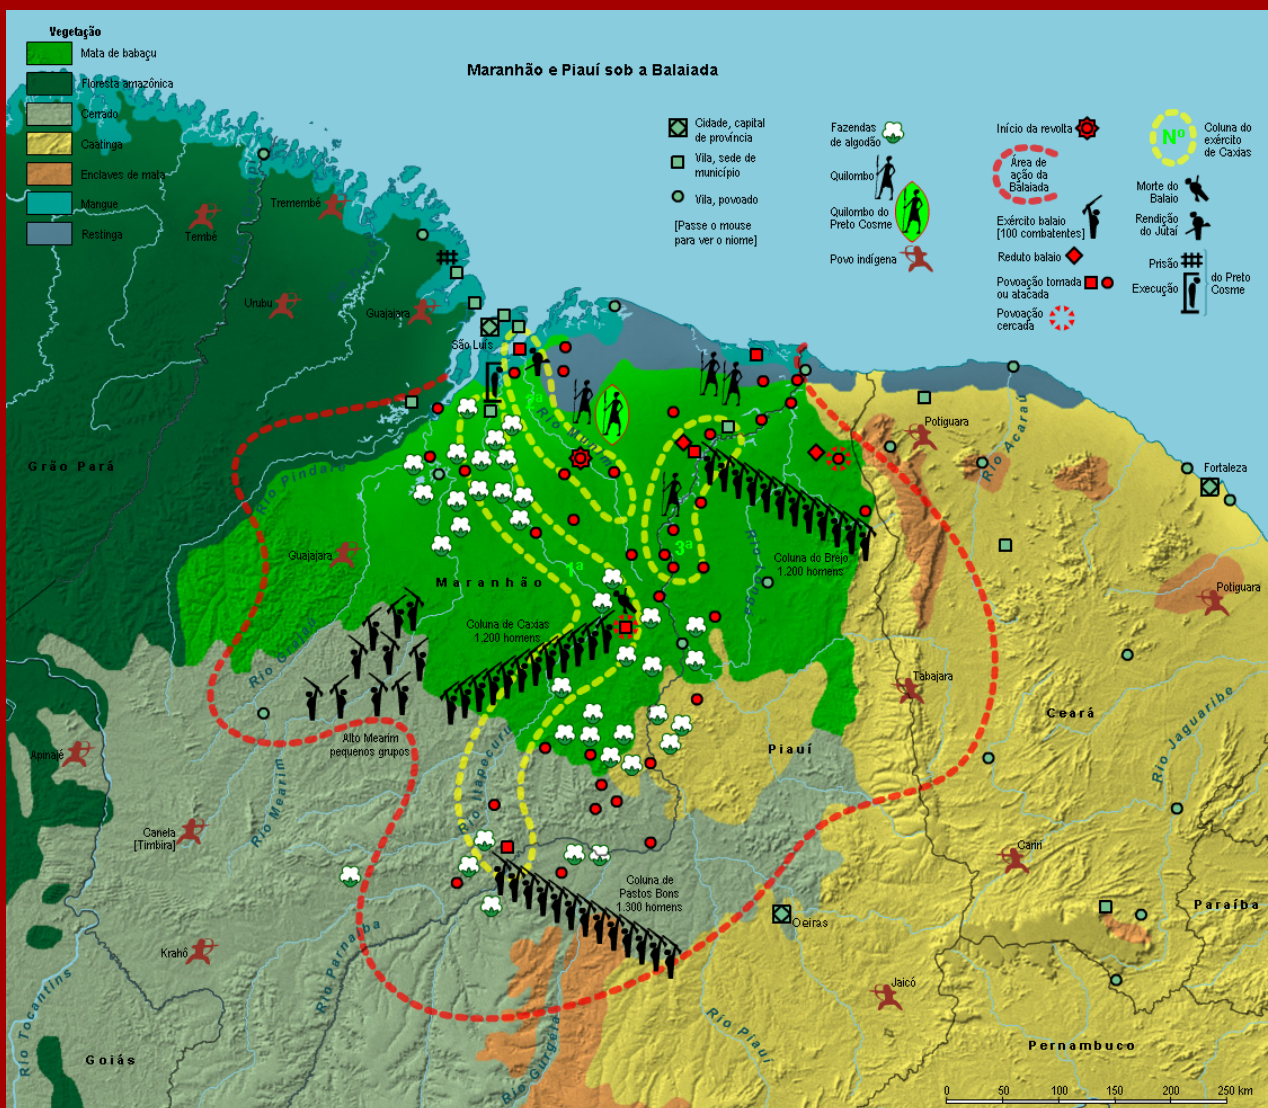 Vegetação
Mata de babaçu
Floresta amazônica
Cerrado
Caatinga
Enclaves de mata
Mangue
Restinga
Maranhão e Piauí sob a Balaiada
Cidade, capital
de província
Vila, sede de
município
Vila, povoado
[Passe o mouse
para ver o niome]
Fazendas
de algodão
Quilombo
Quilombo do
Preto Cosme
Povo indígena
Início da revolta
Área de
ação da
Balaiada
Exército balaio
[100 combatentes]
Reduto balaio
Povoação tomada
ou atacada
Povoação
cercada
Nº
Coluna do
exército
de Caxias
Morte do
Balaio
Rendição
do Jutaí
Prisão
Execução
do Preto
Cosme
Tembé
Tremembé
Urubu
Guajajara
São Luís
2ª
Grão Pará
Rio Pindaré
Potiguara
Rio Acaraú
Fortaleza
Guajajara
Maranhão
1ª
3ª
Coluna do Brejo
1.200 homens
Potiguara
Coluna de Caxias
1.200 homens
Rio Grajaú
Tabajara
Ceará
Rio Jaguaribe
Apinajé
Alto Mearim
pequenos grupos
Piauí
Rio Itapecuru
Rio Mearim
Canela
[Timbira]
Cariri
Coluna de
Pastos Bons
1.300 homens
Oeiras
Paraíba
Krahô
Rio Parnaíba
Jaicó
Rio Tocantins
Rio Piauí
Goiás
Rio Gurgéia
Pernambuco
0 50 100 150 200 250 km